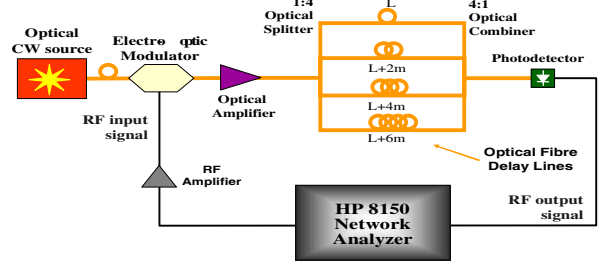 1:4
Optical
Splitter
L
4:1
Optical
Combiner
Optical
CW source
Electro optic
Modulator
Photodetector
L+2m
Optical
Amplifier
L+4m
RF input
signal
L+6m
Optical Fibre
Delay Lines
RF
Amplifier
HP 8150
Network
Analyzer
RF output
signal